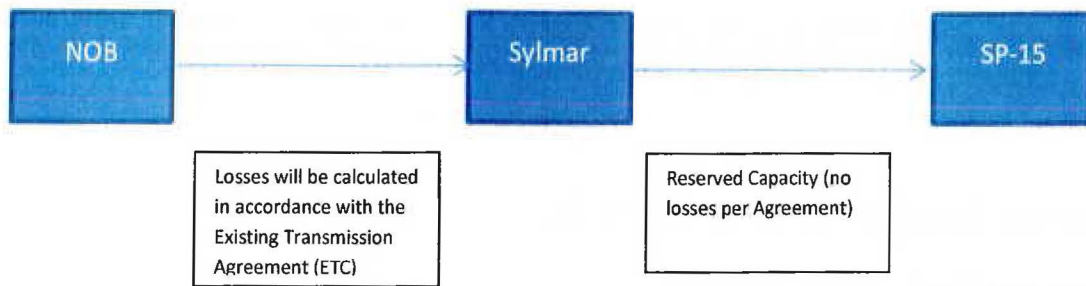 NOB
Sylmar
SP-15
Losses will be calculated
in accordance with the
Existing Transmission
Agreement (ETC)
Reserved Capacity (no
losses per Agreement)